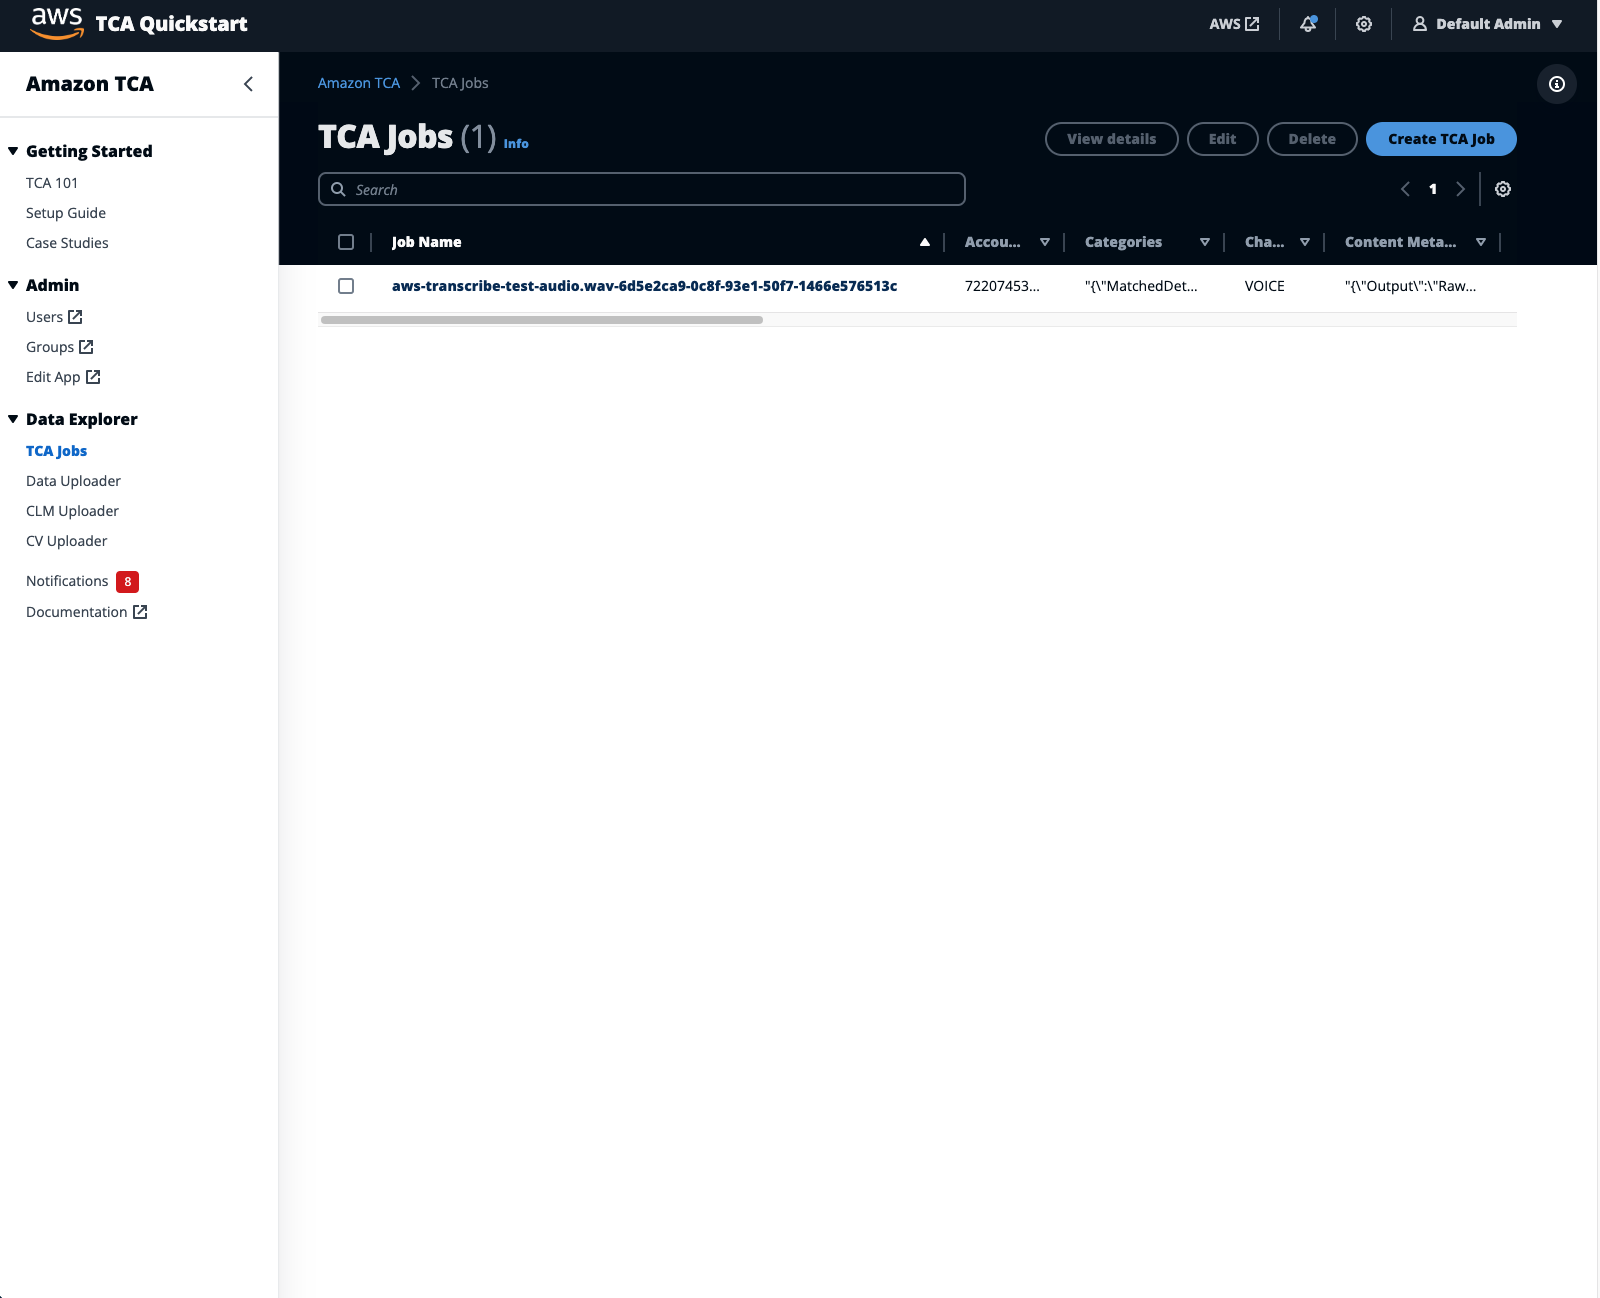 aws TCA Quickstart
AWS
Default Admin
Amazon TCA
Getting Started
TCA 101
Setup Guide
Case Studies
Admin
Users
Groups
Edit App
Data Explorer
TCA Jobs
Data Uploader
CLM Uploader
CV Uploader
Notifications 8
Documentation
Amazon TCA TCA Jobs
TCA Jobs (1) Info
View details Edit Delete Create TCA Job
Search
1
Job Name Accou... Categories Cha... Content Meta...
aws-transcribe-test-audio.wav-6d5e2ca9-0c8f-93e1-50f7-1466e576513c 72207453... "{\"MatchedDet... VOICE "{\"Output\":\"Raw...